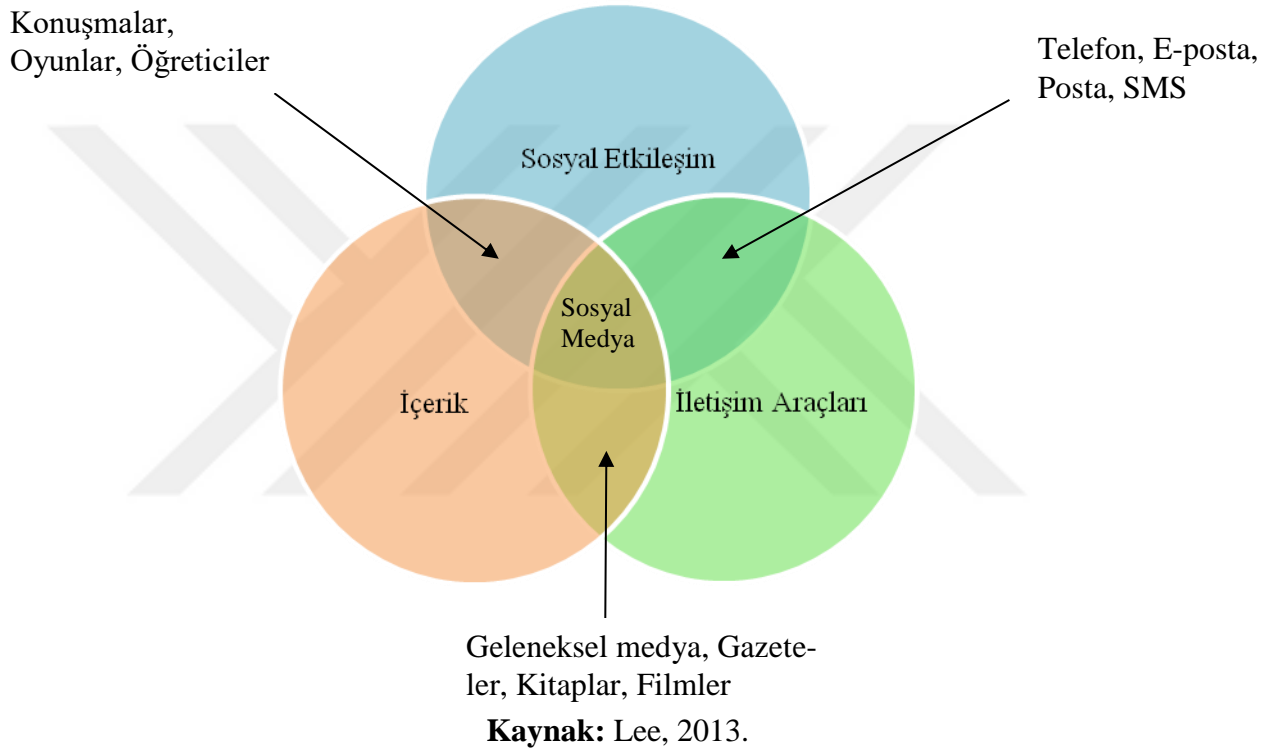 Konuşmalar,
Oyunlar, Öğreticiler
Telefon, E-posta,
Posta, SMS
Sosyal Etkileşim
Sosyal
Medya
İçerik
İletişim Araçları
Geleneksel medya, Gazete-
ler, Kitaplar, Filmler
Kaynak: Lee, 2013.